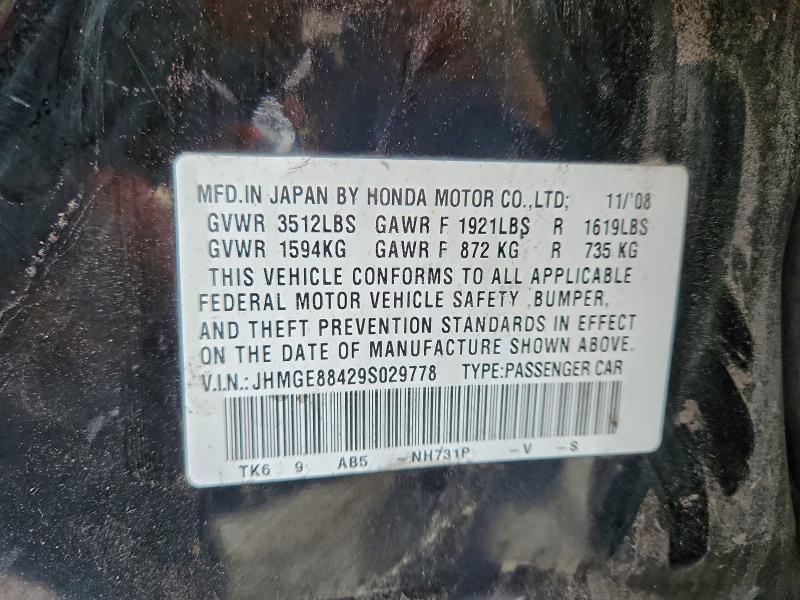 MFD.IN JAPAN BY HONDA MOTOR CO.,LTD; 11/'08
GVWR 3512LBS GAWR F 1921LBS R 1619LBS
GVWR 1594KG GAWR F 872 KG R 735 KG
THIS VEHICLE CONFORMS TO ALL APPLICABLE
FEDERAL MOTOR VEHICLE SAFETY ,BUMPER,
AND THEFT PREVENTION STANDARDS IN EFFECT
ON THE DATE OF MANUFACTURE SHOWN ABOVE.
V.I.N.:JHMGE88429S029778 TYPE:PASSENGER CAR
TK6 9 AB5 -NH731P -V -S